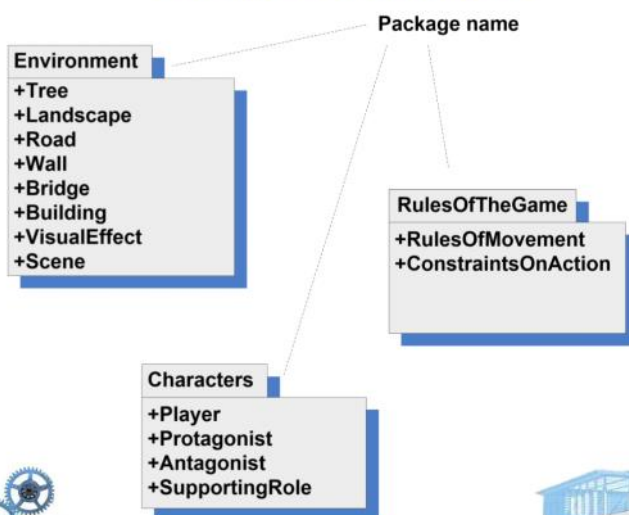 Package name
Environment
+Tree
+Landscape
+Road
+Wall
+Bridge
+Building
+VisualEffect
+Scene
RulesOfTheGame
+RulesOfMovement
+ConstraintsOnAction
Characters
+Player
+Protagonist
+Antagonist
+SupportingRole